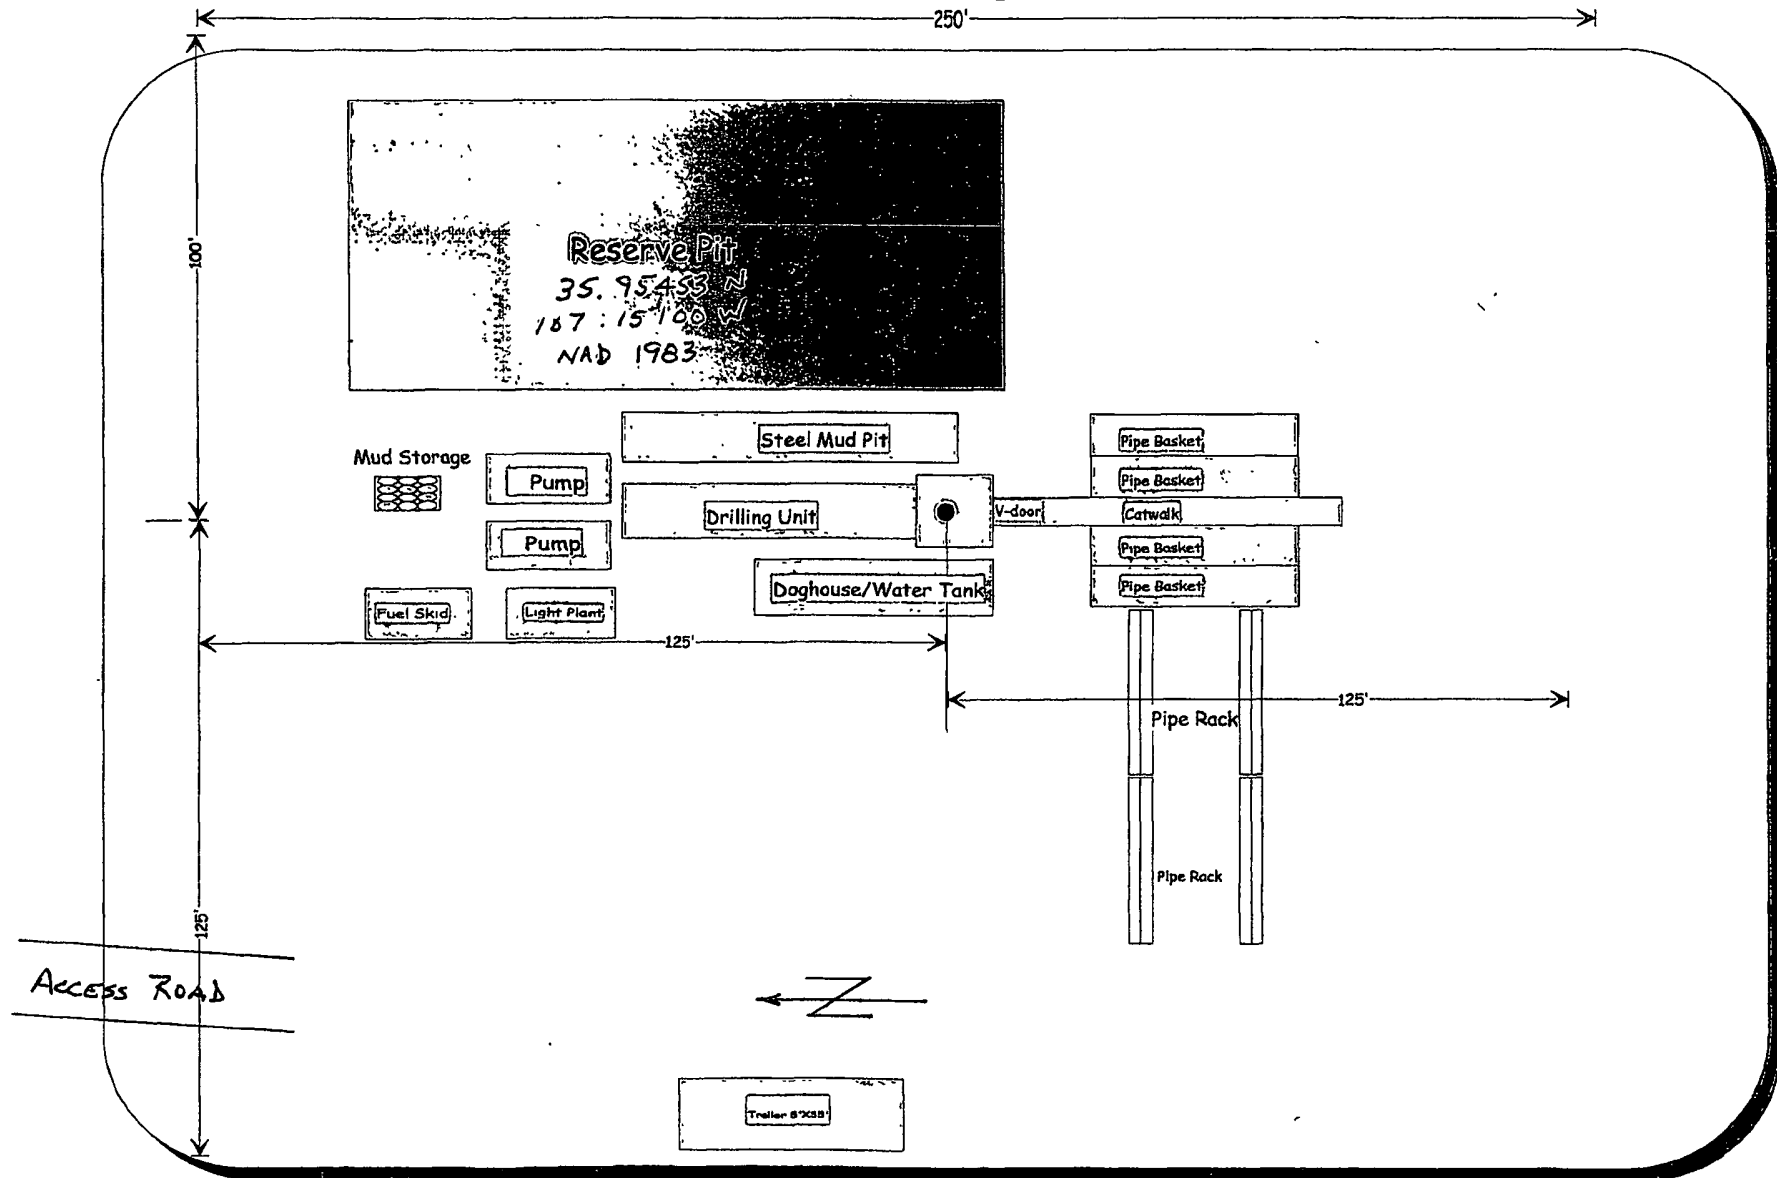 250'
100'
Reserve Pit
35.95453 N
107:15100 W
NAD 1983
Steel Mud Pit
Pipe Basket
Mud Storage
Pump
Pipe Basket
Drilling Unit
V-door
Catwalk
Pump
Pipe Basket
Doghouse/Water Tank
Pipe Basket
Fuel Skid
Light Plant
125'
125'
Pipe Rack
Pipe Rack
125'
ACCESS ROAD
Z
Trailer